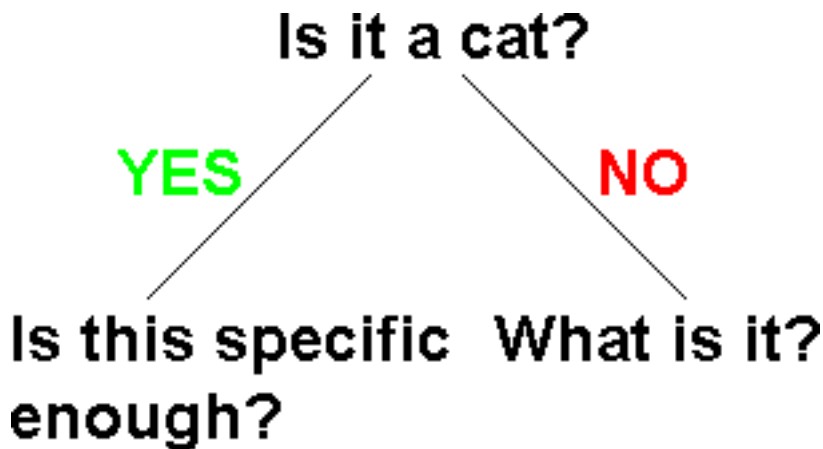 Is it a cat?
YES
NO
Is this specific
enough?
What is it?